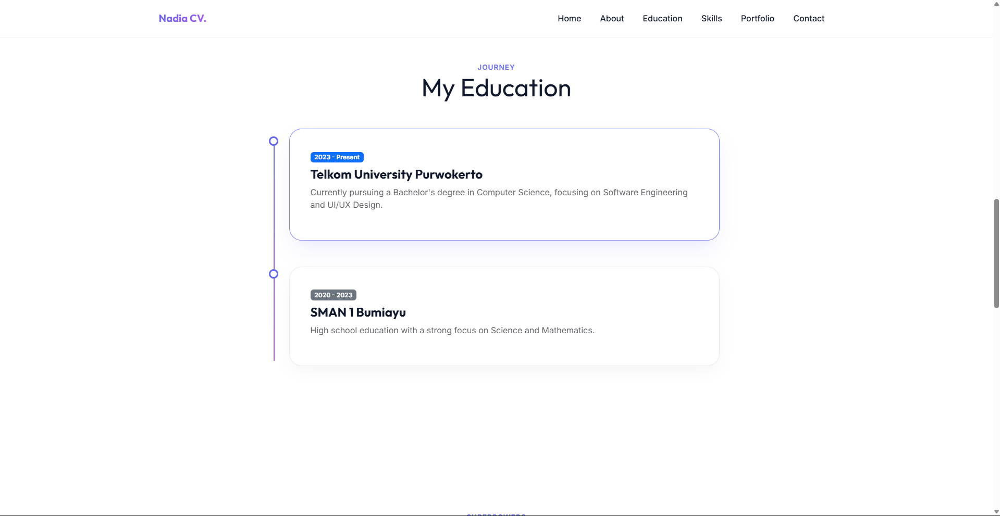 Nadia CV.
Home About Education Skills Portfolio Contact
JOURNEY
My Education
2023 - Present
Telkom University Purwokerto
Currently pursuing a Bachelor's degree in Computer Science, focusing on Software Engineering
and UI/UX Design.
2020 - 2023
SMAN 1 Bumiayu
High school education with a strong focus on Science and Mathematics.